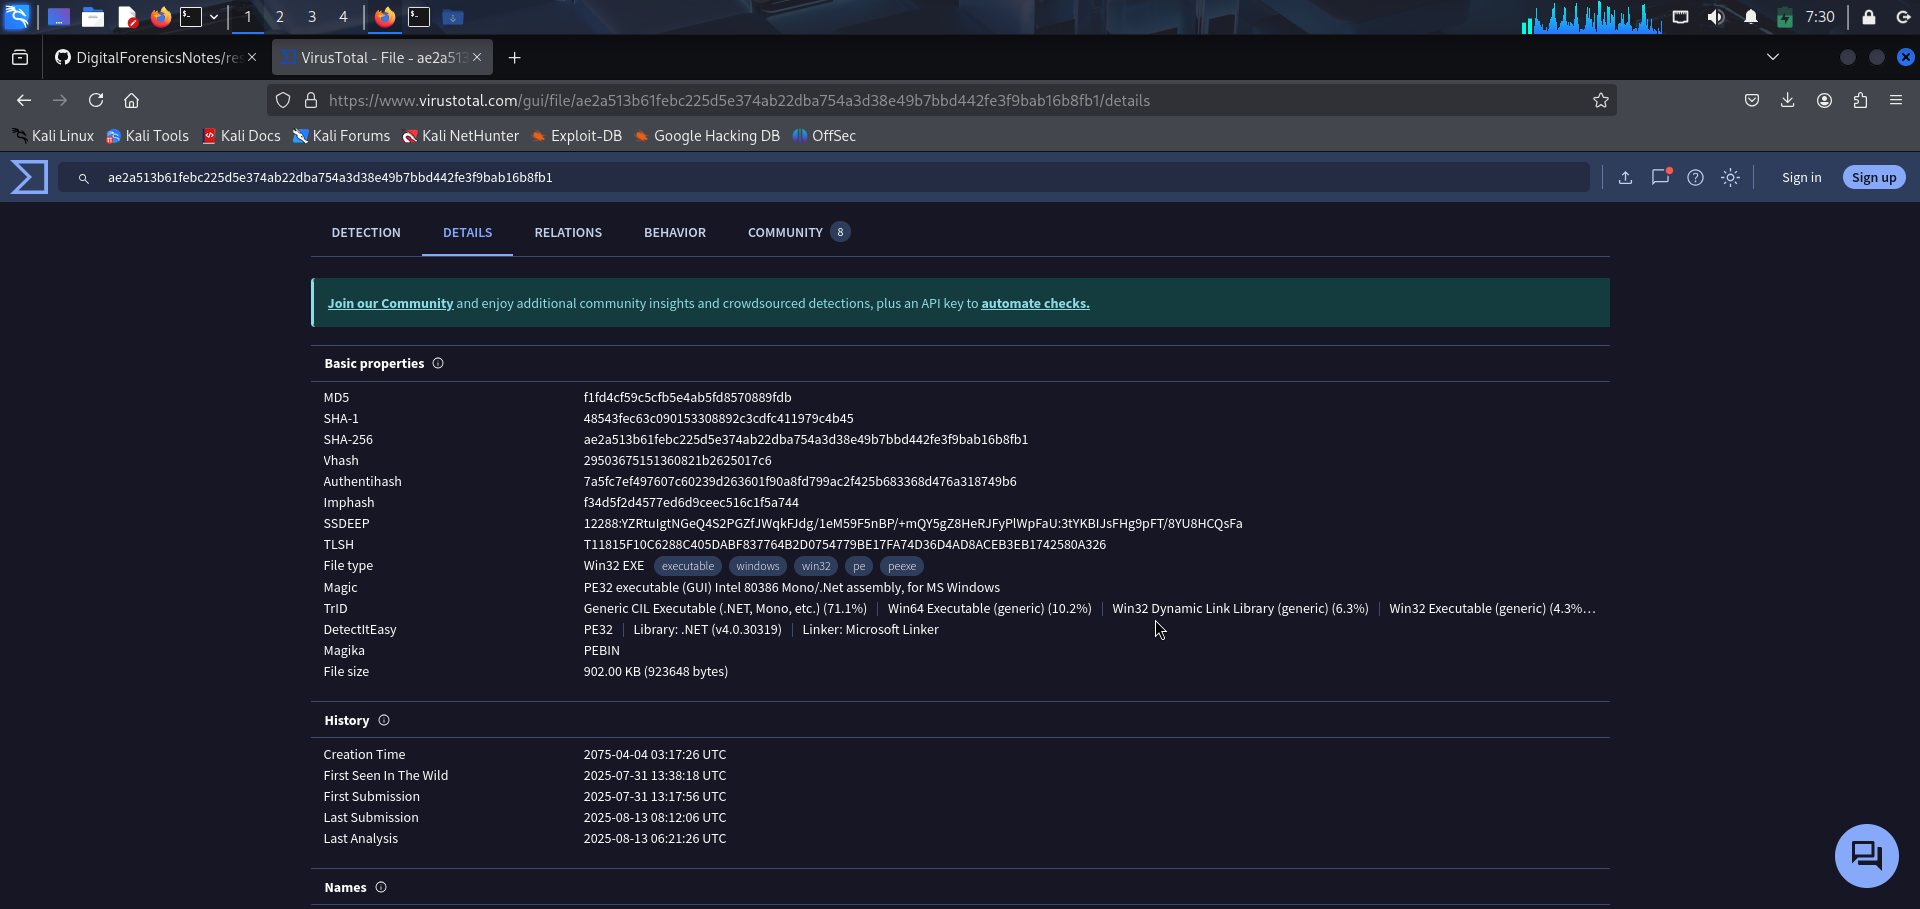 1 2 3 4 7:30
DigitalForensicsNotes/res VirusTotal - File - ae2a513
https://www.virustotal.com/gui/file/ae2a513b61febc225d5e374ab22dba754a3d38e49b7bbd442fe3f9bab16b8fb1/details
Kali Linux Kali Tools Kali Docs Kali Forums Kali NetHunter Exploit-DB Google Hacking DB OffSec
ae2a513b61febc225d5e374ab22dba754a3d38e49b7bbd442fe3f9bab16b8fb1 Sign in Sign up
DETECTION DETAILS RELATIONS BEHAVIOR COMMUNITY 8
Join our Community and enjoy additional community insights and crowdsourced detections, plus an API key to automate checks.
Basic properties
MD5 f1fd4cf59c5cfb5e4ab5fd8570889fdb
SHA-1 48543fec63c090153308892c3cdfc411979c4b45
SHA-256 ae2a513b61febc225d5e374ab22dba754a3d38e49b7bbd442fe3f9bab16b8fb1
Vhash 29503675151360821b2625017c6
Authentihash 7a5fc7ef497607c60239d263601f90a8fd799ac2f425b683368d476a318749b6
Imphash f34d5f2d4577ed6d9ceec516c1f5a744
SSDEEP 12288:YZRtuIgtNGeQ4S2PGZfJWqkFJdg/1eM59F5nBP/+mQY5gZ8HeRJFyPlWpFaU:3tYKBIJsFHg9pFT/8YU8HCQsFa
TLSH T11815F10C6288C405DABF837764B2D0754779BE17FA74D36D4AD8ACEB3EB1742580A326
File type Win32 EXE executable windows win32 pe peexe
Magic PE32 executable (GUI) Intel 80386 Mono/.Net assembly, for MS Windows
TrID Generic CIL Executable (.NET, Mono, etc.) (71.1%) Win64 Executable (generic) (10.2%) Win32 Dynamic Link Library (generic) (6.3%) Win32 Executable (generic) (4.3%…
DetectItEasy PE32 Library: .NET (v4.0.30319) Linker: Microsoft Linker
Magika PEBIN
File size 902.00 KB (923648 bytes)
History
Creation Time 2075-04-04 03:17:26 UTC
First Seen In The Wild 2025-07-31 13:38:18 UTC
First Submission 2025-07-31 13:17:56 UTC
Last Submission 2025-08-13 08:12:06 UTC
Last Analysis 2025-08-13 06:21:26 UTC
Names